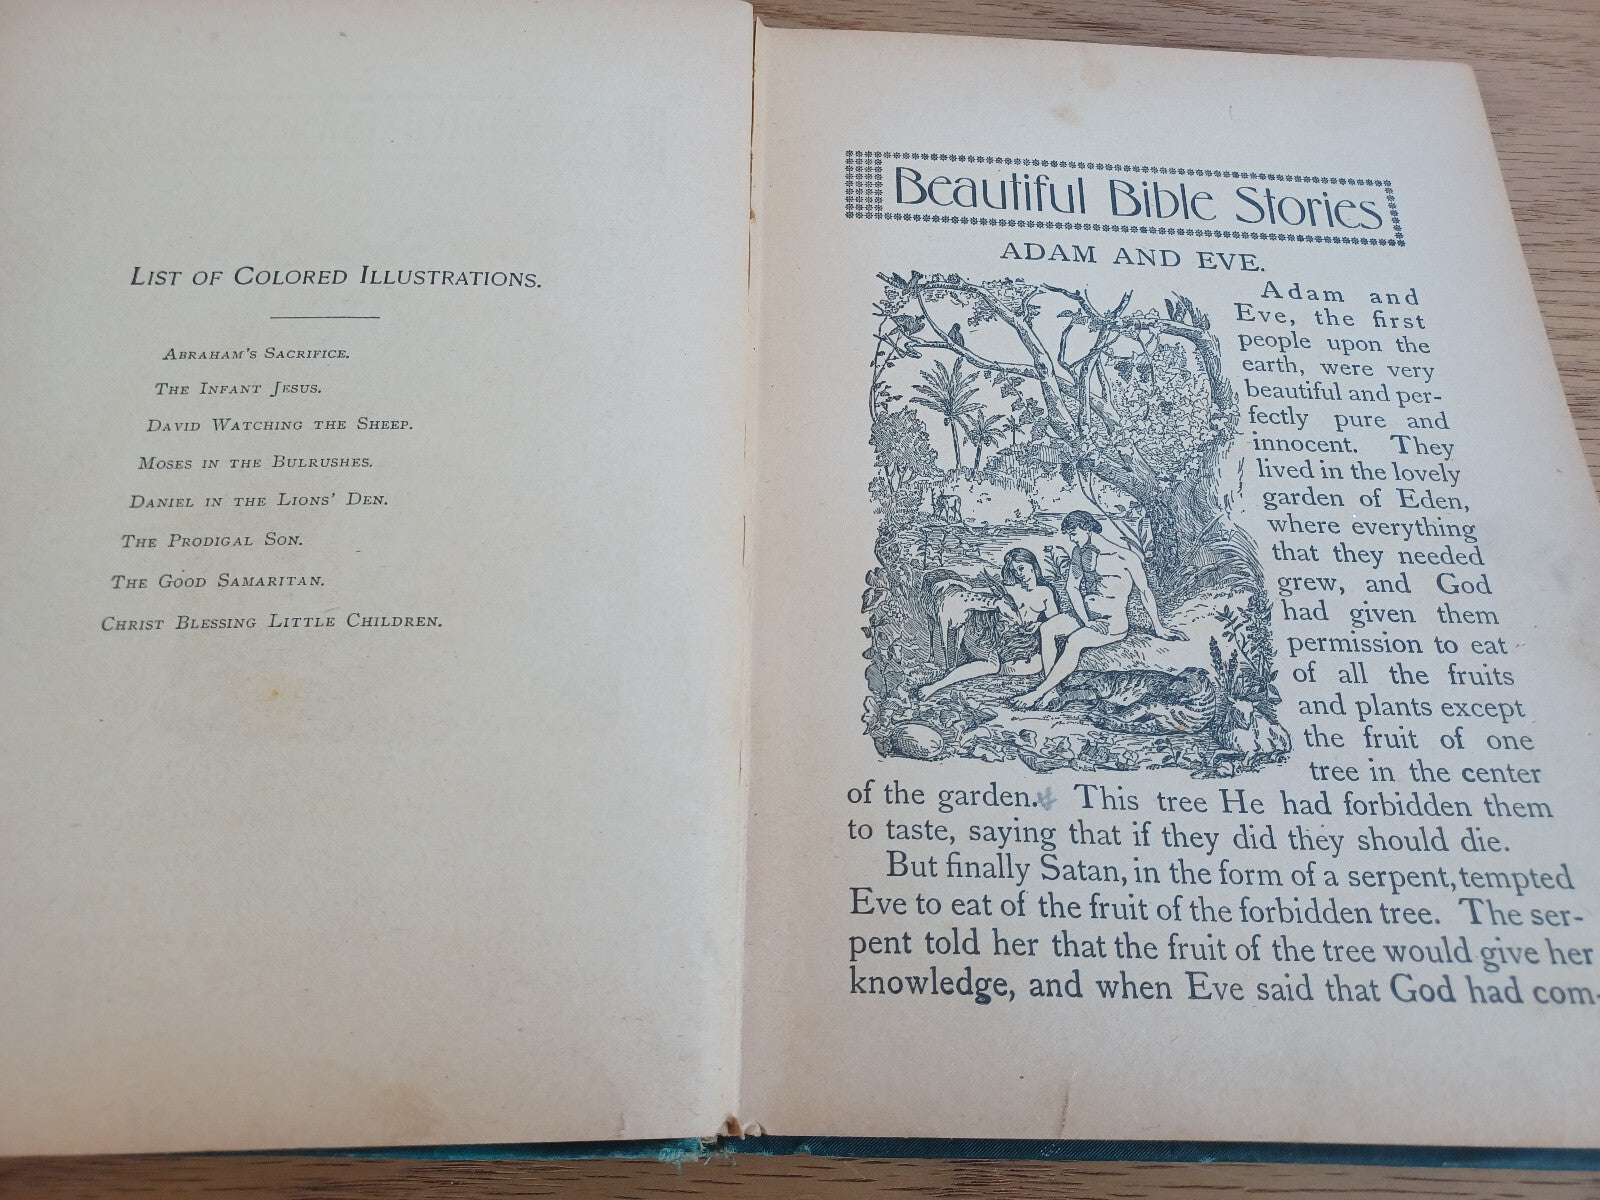 LIST OF COLORED ILLUSTRATIONS.
ABRAHAM'S SACRIFICE.
THE INFANT JESUS.
DAVID WATCHING THE SHEEP.
MOSES IN THE BULRUSHES.
DANIEL IN THE LIONS' DEN.
THE PRODIGAL SON.
THE GOOD SAMARITAN.
CHRIST BLESSING LITTLE CHILDREN.
Beautiful Bible Stories
ADAM AND EVE.
Adam and
Eve, the first
people upon the
earth, were very
beautiful and per-
fectly pure and
innocent. They
lived in the lovely
garden of Eden,
where everything
that they needed
grew, and God
had given them
permission to eat
of all the fruits
and plants except
the fruit of one
tree in the center
of the garden. This tree He had forbidden them
to taste, saying that if they did they should die.
But finally Satan, in the form of a serpent, tempted
Eve to eat of the fruit of the forbidden tree. The ser-
pent told her that the fruit of the tree would give her
knowledge, and when Eve said that God had com-